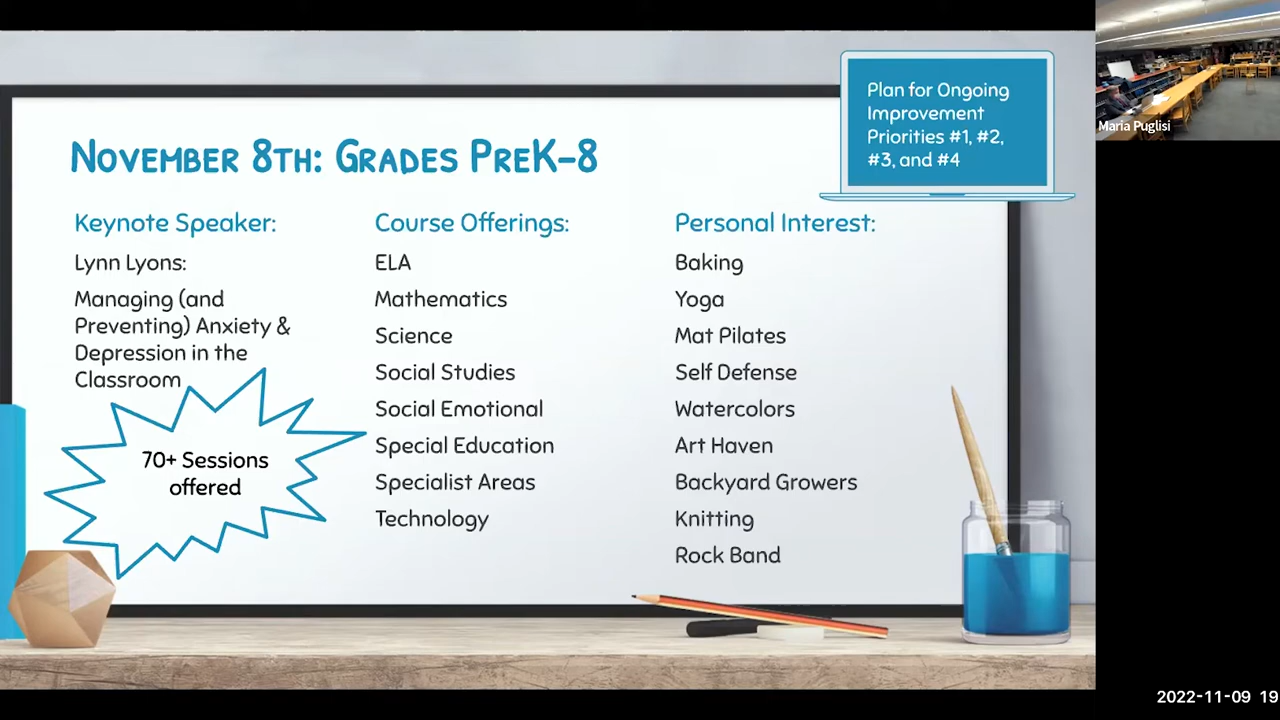 Plan for Ongoing
Improvement
Priorities #1, #2,
#3, and #4
November 8th: Grades PreK-8
Keynote Speaker:
Lynn Lyons:
Managing (and
Preventing) Anxiety &
Depression in the
Classroom
70+ Sessions
offered
Course Offerings:
ELA
Mathematics
Science
Social Studies
Social Emotional
Special Education
Specialist Areas
Technology
Personal Interest:
Baking
Yoga
Mat Pilates
Self Defense
Watercolors
Art Haven
Backyard Growers
Knitting
Rock Band
Maria Puglisi
2022-11-09 19